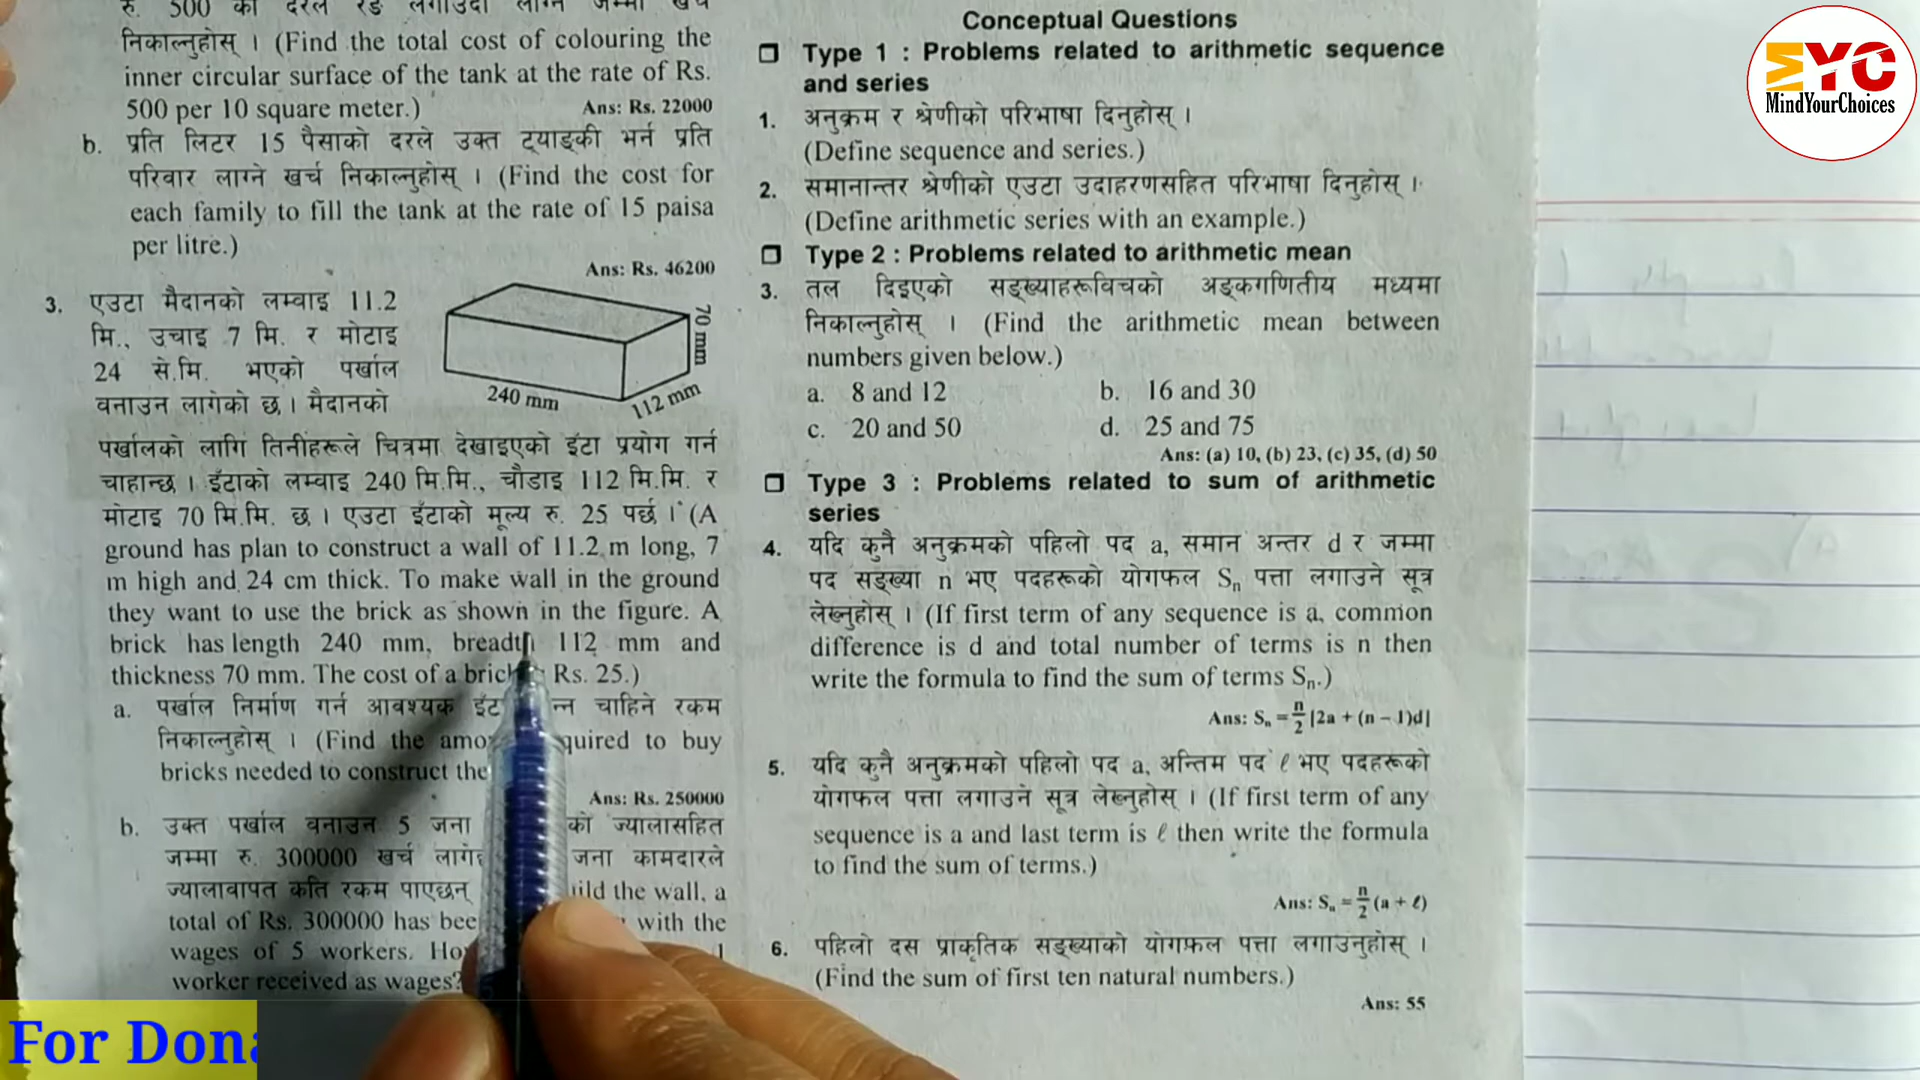 रु. 500 का दरले रङ लगाउँदा लाग्ने जम्मा खर्च
निकाल्नुहोस् । (Find the total cost of colouring the
inner circular surface of the tank at the rate of Rs.
500 per 10 square meter.)
Ans: Rs. 22000
b. प्रति लिटर 15 पैसाको दरले उक्त ट्याङ्की भर्न प्रति
परिवार लाग्ने खर्च निकाल्नुहोस् । (Find the cost for
each family to fill the tank at the rate of 15 paisa
per litre.)
Ans: Rs. 46200
3. एउटा मैदानको लम्बाइ 11.2
मि., उचाइ 7 मि. र मोटाइ
24 से.मि. भएको पर्खाल
बनाउन लागेको छ । मैदानको
240 mm
112 mm
70 mm
पर्खालको लागि तिनीहरूले चित्रमा देखाइएको इँटा प्रयोग गर्न
चाहान्छ । इँटाको लम्बाइ 240 मि.मि., चौडाइ 112 मि.मि. र
मोटाइ 70 मि.मि. छ । एउटा इँटाको मूल्य रु. 25 पर्छ । (A
ground has plan to construct a wall of 11.2 m long, 7
m high and 24 cm thick. To make wall in the ground
they want to use the brick as shown in the figure. A
brick has length 240 mm, breadth 112 mm and
thickness 70 mm. The cost of a brick Rs. 25.)
a. पर्खाल निर्माण गर्न आवश्यक चाहिने रकम
निकाल्नुहोस् । (Find the to buy
bricks needed to construct the
Ans: Rs. 250000
b. उक्त पर्खाल बनाउन 5 जना को ज्यालासहित
जम्मा रु. 300000 खर्च जना कामदारले
ज्यालावापत कति रकम पाएछन् the wall, a
total of Rs. 300000 has with the
wages of 5 workers.
worker received as wages?
Conceptual Questions
Type 1 : Problems related to arithmetic sequence
and series
1. अनुक्रम र श्रेणीको परिभाषा दिनुहोस् ।
(Define sequence and series.)
2. समानान्तर श्रेणीको एउटा उदाहरणसहित परिभाषा दिनुहोस् ।
(Define arithmetic series with an example.)
Type 2 : Problems related to arithmetic mean
3. तल दिइएको सङ्ख्याहरूविचको अङ्कगणितीय मध्यमा
निकाल्नुहोस् । (Find the arithmetic mean between
numbers given below.)
a. 8 and 12 b. 16 and 30
c. 20 and 50 d. 25 and 75
Ans: (a) 10, (b) 23, (c) 35, (d) 50
Type 3 : Problems related to sum of arithmetic
series
4. यदि कुनै अनुक्रमको पहिलो पद a, समान अन्तर d र जम्मा
पद सङ्ख्या n भए पदहरूको योगफल Sn पत्ता लगाउने सूत्र
लेख्नुहोस् । (If first term of any sequence is a, common
difference is d and total number of terms is n then
write the formula to find the sum of terms Sn.)
Ans: Sn = n/2 [2a + (n – 1)d]
5. यदि कुनै अनुक्रमको पहिलो पद a, अन्तिम पद ℓ भए पदहरूको
योगफल पत्ता लगाउने सूत्र लेख्नुहोस् । (If first term of any
sequence is a and last term is ℓ then write the formula
to find the sum of terms.)
Ans: Sn = n/2 (a + ℓ)
6. पहिलो दस प्राकृतिक सङ्ख्याको योगफल पत्ता लगाउनुहोस् ।
(Find the sum of first ten natural numbers.)
Ans: 55
MYC
MindYourChoices
For Dona